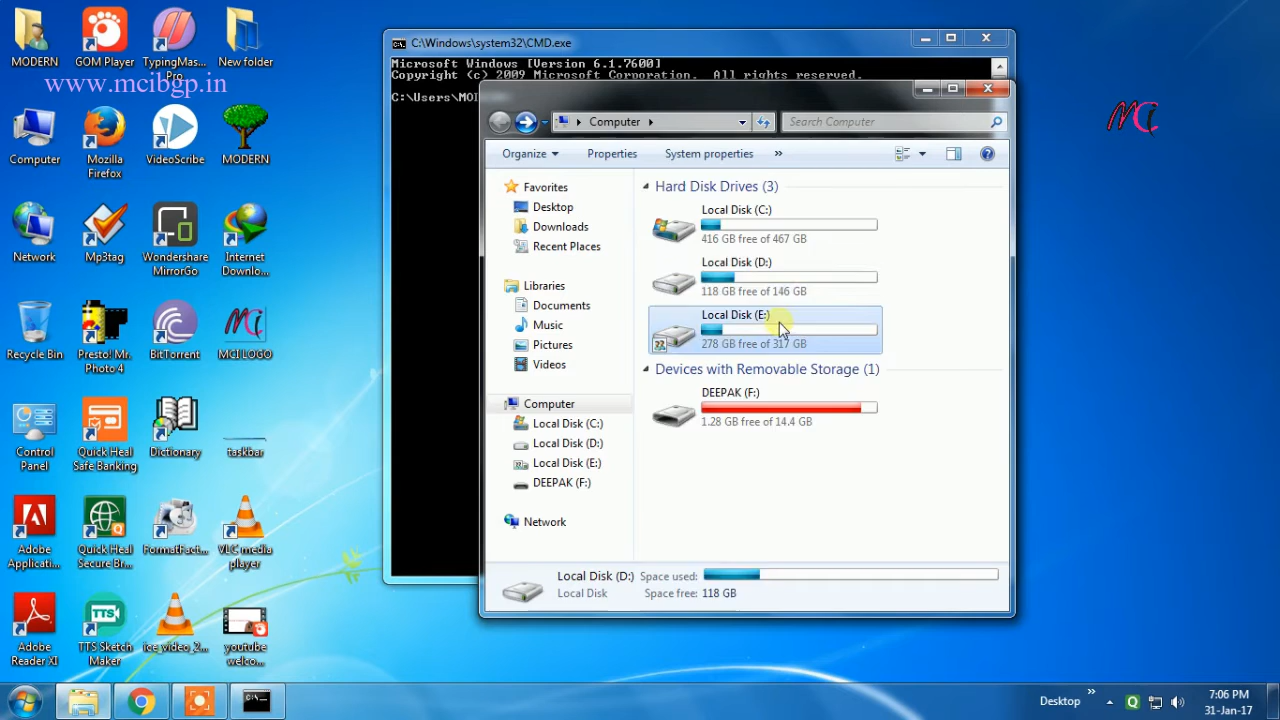 MODERN
GOM Player
TypingMas...
Pro
New folder
www.mcibgp.in
Computer
Mozilla
Firefox
VideoScribe
MODERN
Network
Mp3tag
Wondershare
MirrorGo
Internet
Downlo...
Recycle Bin
Presto! Mr.
Photo 4
BitTorrent
MCI LOGO
Control
Panel
Quick Heal
Safe Banking
Dictionary
taskbar
Adobe
Applicati...
Quick Heal
Secure Br...
FormatFact...
VLC media
player
Adobe
Reader XI
TTS
TTS Sketch
Maker
ice_video_2...
youtube
welco...
C:\Windows\system32\CMD.exe
Microsoft Windows [Version 6.1.7600]
Copyright (c) 2009 Microsoft Corporation. All rights reserved.
C:\Users\MO
Computer
Search Computer
Organize
Properties
System properties
»
Favorites
Desktop
Downloads
Recent Places
Libraries
Documents
Music
Pictures
Videos
Computer
Local Disk (C:)
Local Disk (D:)
Local Disk (E:)
DEEPAK (F:)
Network
Hard Disk Drives (3)
Local Disk (C:)
416 GB free of 467 GB
Local Disk (D:)
118 GB free of 146 GB
Local Disk (E:)
278 GB free of 317 GB
Devices with Removable Storage (1)
DEEPAK (F:)
1.28 GB free of 14.4 GB
Local Disk (D:) Space used:
Local Disk Space free: 118 GB
MCI
Desktop »
7:06 PM
31-Jan-17